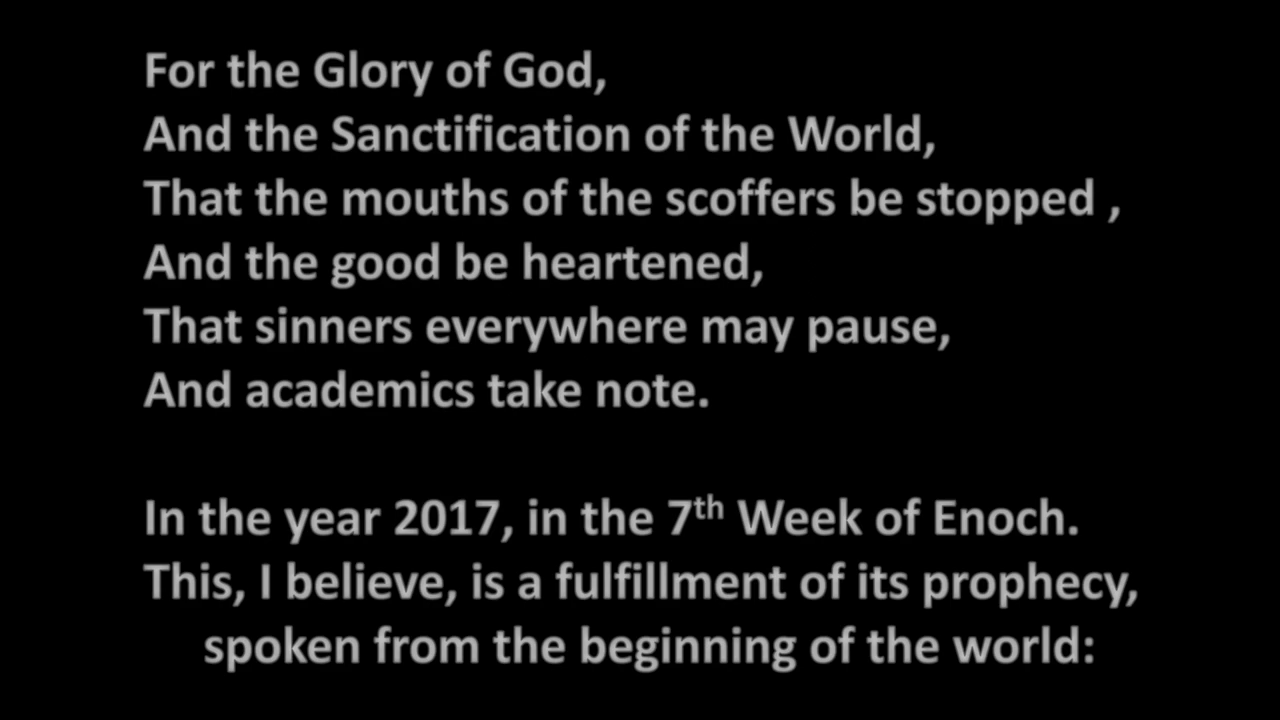 For the Glory of God,
And the Sanctification of the World,
That the mouths of the scoffers be stopped ,
And the good be heartened,
That sinners everywhere may pause,
And academics take note.
In the year 2017, in the 7th Week of Enoch.
This, I believe, is a fulfillment of its prophecy,
spoken from the beginning of the world: